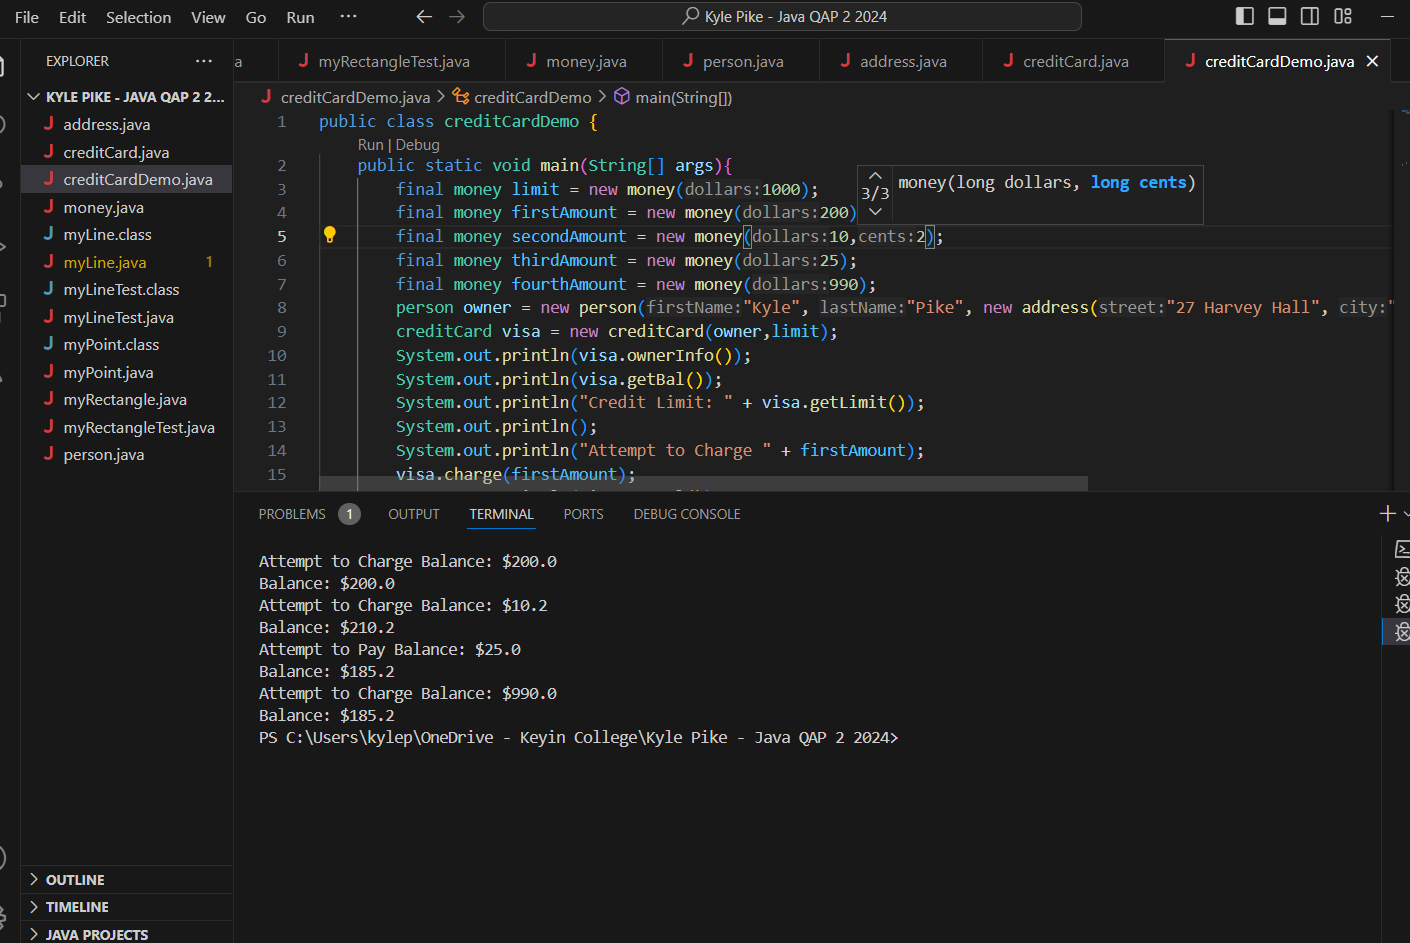 File Edit Selection View Go Run ··· ← → Kyle Pike - Java QAP 2 2024
EXPLORER ···
KYLE PIKE - JAVA QAP 2 2...
address.java
creditCard.java
creditCardDemo.java
money.java
myLine.class
myLine.java 1
myLineTest.class
myLineTest.java
myPoint.class
myPoint.java
myRectangle.java
myRectangleTest.java
person.java
OUTLINE
TIMELINE
JAVA PROJECTS
a myRectangleTest.java money.java person.java address.java creditCard.java creditCardDemo.java
creditCardDemo.java > creditCardDemo > main(String[])
1 public class creditCardDemo {
Run | Debug
2 public static void main(String[] args){
3 final money limit = new money(dollars:1000);
4 final money firstAmount = new money(dollars:200)
5 final money secondAmount = new money(dollars:10,cents:2);
6 final money thirdAmount = new money(dollars:25);
7 final money fourthAmount = new money(dollars:990);
8 person owner = new person(firstName:"Kyle", lastName:"Pike", new address(street:"27 Harvey Hall", city:"
9 creditCard visa = new creditCard(owner,limit);
10 System.out.println(visa.ownerInfo());
11 System.out.println(visa.getBal());
12 System.out.println("Credit Limit: " + visa.getLimit());
13 System.out.println();
14 System.out.println("Attempt to Charge " + firstAmount);
15 visa.charge(firstAmount);
3/3 money(long dollars, long cents)
PROBLEMS 1 OUTPUT TERMINAL PORTS DEBUG CONSOLE
Attempt to Charge Balance: $200.0
Balance: $200.0
Attempt to Charge Balance: $10.2
Balance: $210.2
Attempt to Pay Balance: $25.0
Balance: $185.2
Attempt to Charge Balance: $990.0
Balance: $185.2
PS C:\Users\kylep\OneDrive - Keyin College\Kyle Pike - Java QAP 2 2024>